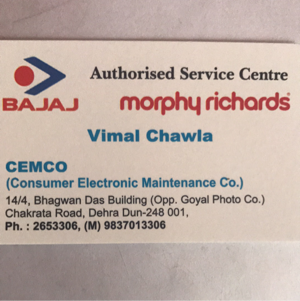 Authorised Service Centre
BAJAJ morphy richards®
Vimal Chawla
CEMCO
(Consumer Electronic Maintenance Co.)
14/4, Bhagwan Das Building (Opp. Goyal Photo Co.)
Chakrata Road, Dehra Dun-248 001,
Ph. : 2653306, (M) 9837013306